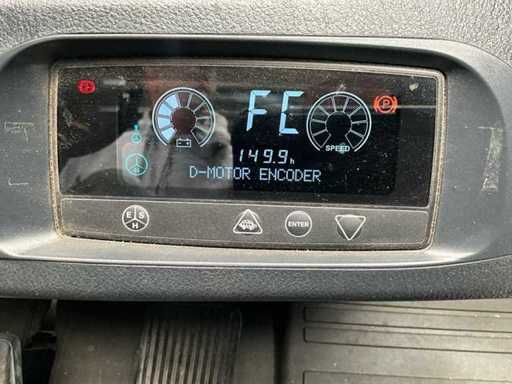 FC
P
149.9h
SPEED
D-MOTOR ENCODER
E S
H
ENTER